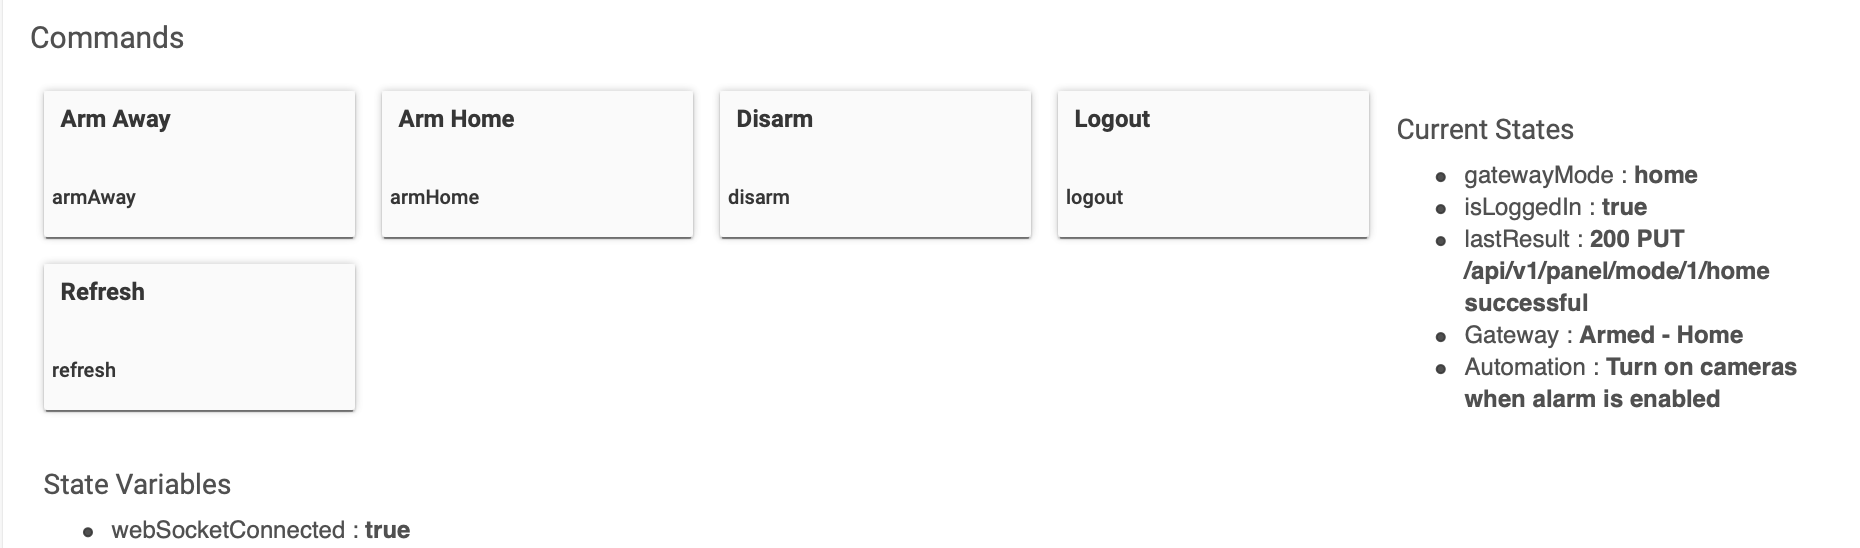 Commands
Arm Away
armAway
Arm Home
armHome
Disarm
disarm
Logout
logout
Refresh
refresh
Current States
gatewayMode : home
isLoggedIn : true
lastResult : 200 PUT
/api/v1/panel/mode/1/home
successful
Gateway : Armed - Home
Automation : Turn on cameras
when alarm is enabled
State Variables
webSocketConnected : true